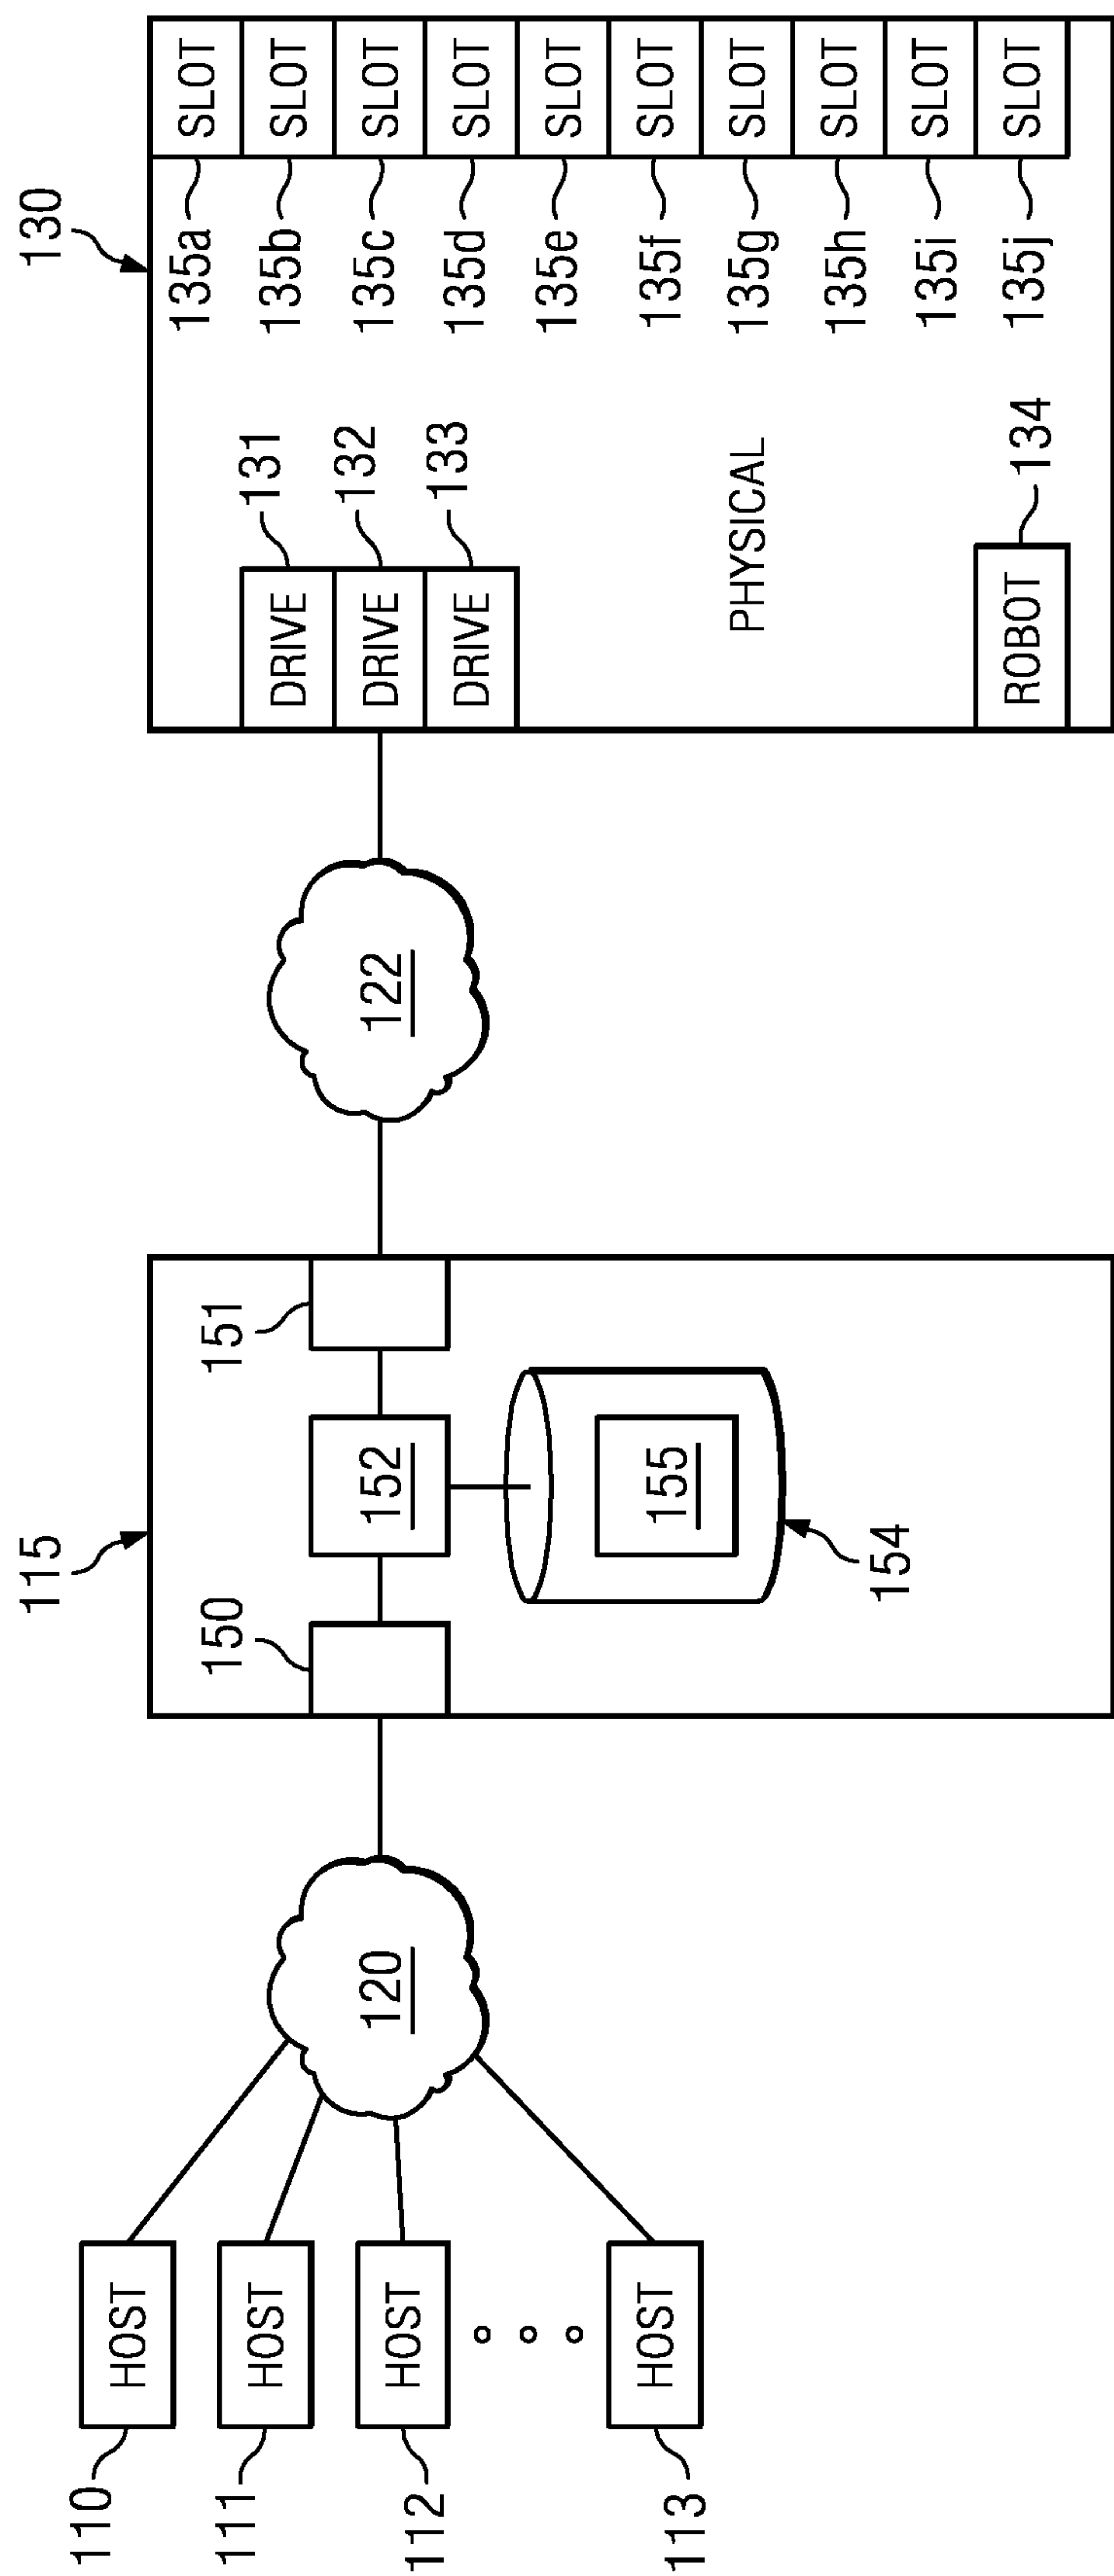 110
HOST
111
HOST
112
HOST
113
HOST
120
115
150
152
151
155
154
122
130
DRIVE
131
DRIVE
132
DRIVE
133
PHYSICAL
ROBOT
134
SLOT
135a
SLOT
135b
SLOT
135c
SLOT
135d
SLOT
135e
SLOT
135f
SLOT
135g
SLOT
135h
SLOT
135i
SLOT
135j